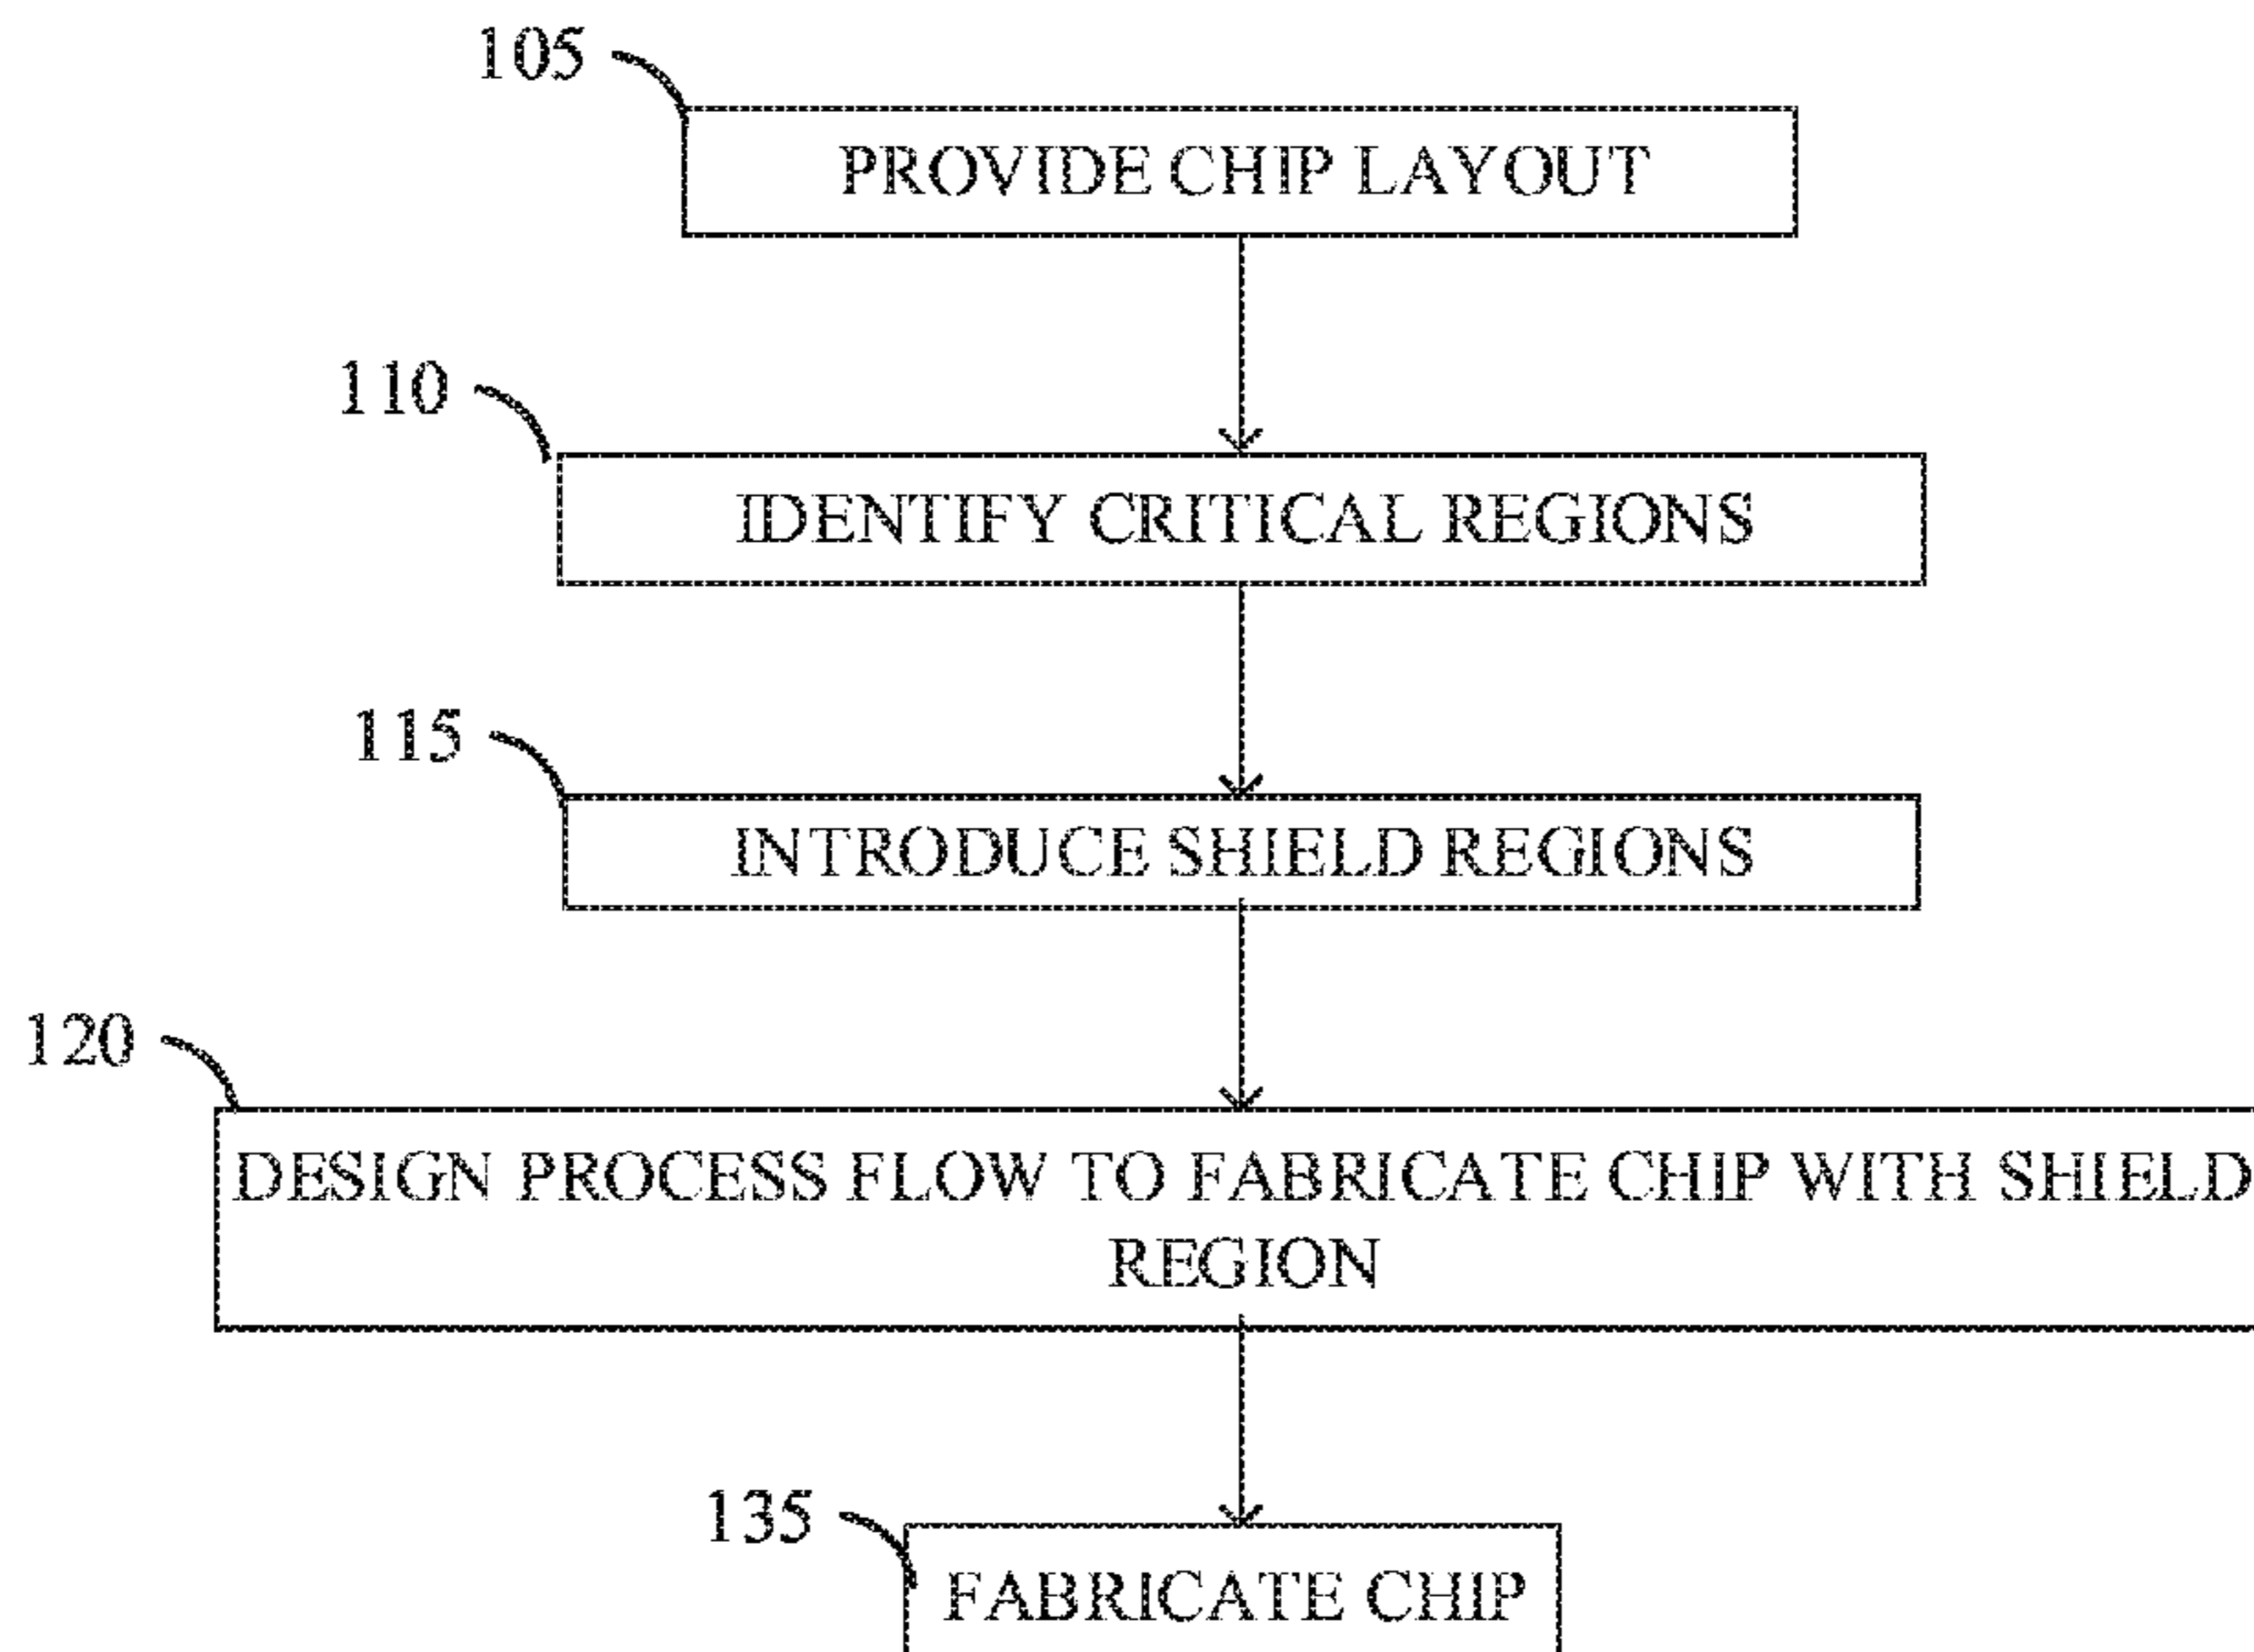 105
PROVIDE CHIP LAYOUT
110
IDENTIFY CRITICAL REGIONS
115
INTRODUCE SHIELD REGIONS
120
DESIGN PROCESS FLOW TO FABRICATE CHIP WITH SHIELD
REGION
135
FABRICATE CHIP